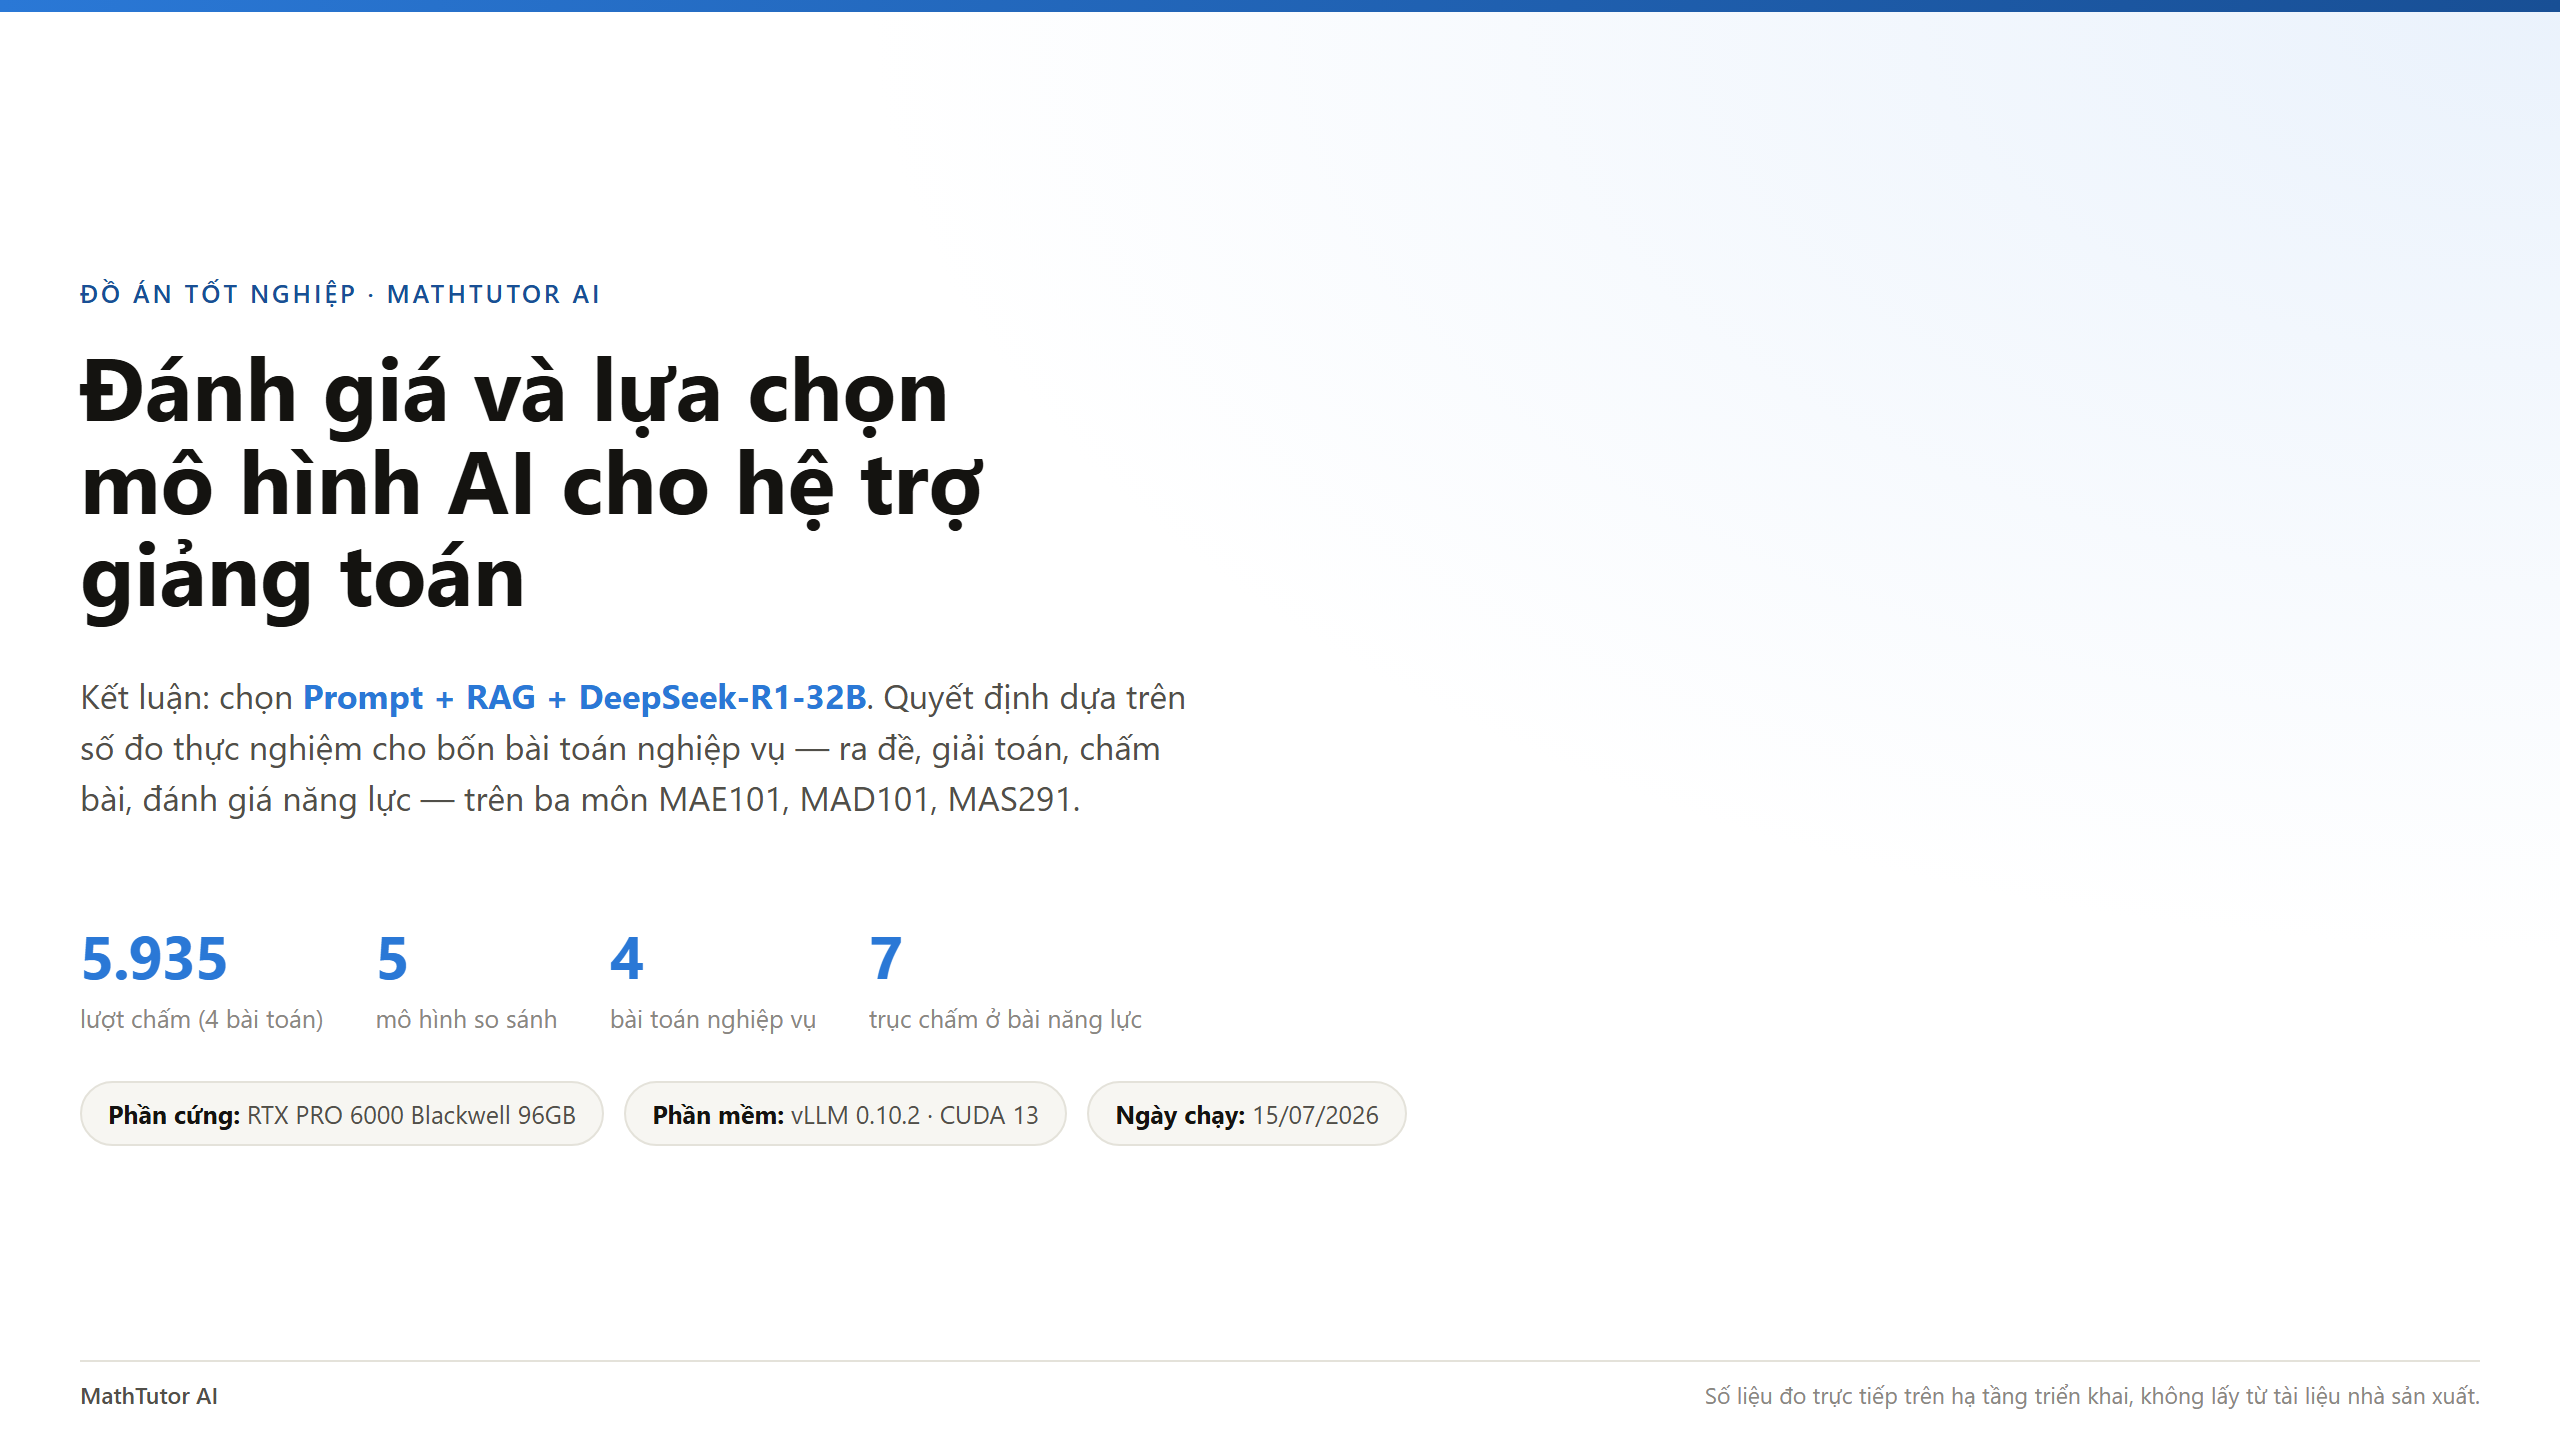 ĐỒ ÁN TỐT NGHIỆP · MATHTUTOR AI
Đánh giá và lựa chọn
mô hình AI cho hệ trợ
giảng toán
Kết luận: chọn Prompt + RAG + DeepSeek-R1-32B. Quyết định dựa trên
số đo thực nghiệm cho bốn bài toán nghiệp vụ — ra đề, giải toán, chấm
bài, đánh giá năng lực — trên ba môn MAE101, MAD101, MAS291.
5.935
lượt chấm (4 bài toán)
5
mô hình so sánh
4
bài toán nghiệp vụ
7
trục chấm ở bài năng lực
Phần cứng: RTX PRO 6000 Blackwell 96GB
Phần mềm: vLLM 0.10.2 · CUDA 13
Ngày chạy: 15/07/2026
MathTutor AI
Số liệu đo trực tiếp trên hạ tầng triển khai, không lấy từ tài liệu nhà sản xuất.